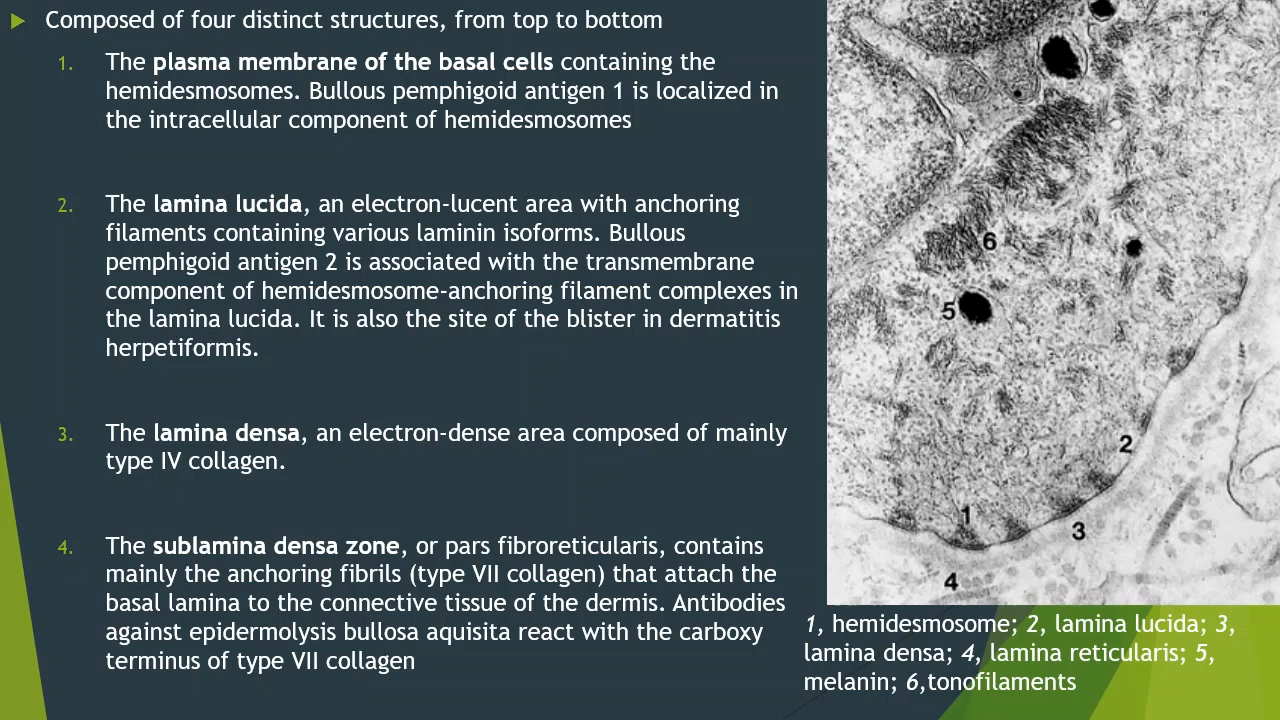 Composed of four distinct structures, from top to bottom
1. The plasma membrane of the basal cells containing the
hemidesmosomes. Bullous pemphigoid antigen 1 is localized in
the intracellular component of hemidesmosomes
2. The lamina lucida, an electron-lucent area with anchoring
filaments containing various laminin isoforms. Bullous
pemphigoid antigen 2 is associated with the transmembrane
component of hemidesmosome-anchoring filament complexes in
the lamina lucida. It is also the site of the blister in dermatitis
herpetiformis.
3. The lamina densa, an electron-dense area composed of mainly
type IV collagen.
4. The sublamina densa zone, or pars fibroreticularis, contains
mainly the anchoring fibrils (type VII collagen) that attach the
basal lamina to the connective tissue of the dermis. Antibodies
against epidermolysis bullosa aquisita react with the carboxy
terminus of type VII collagen
6
5
2
1
3
4
1, hemidesmosome; 2, lamina lucida; 3,
lamina densa; 4, lamina reticularis; 5,
melanin; 6,tonofilaments